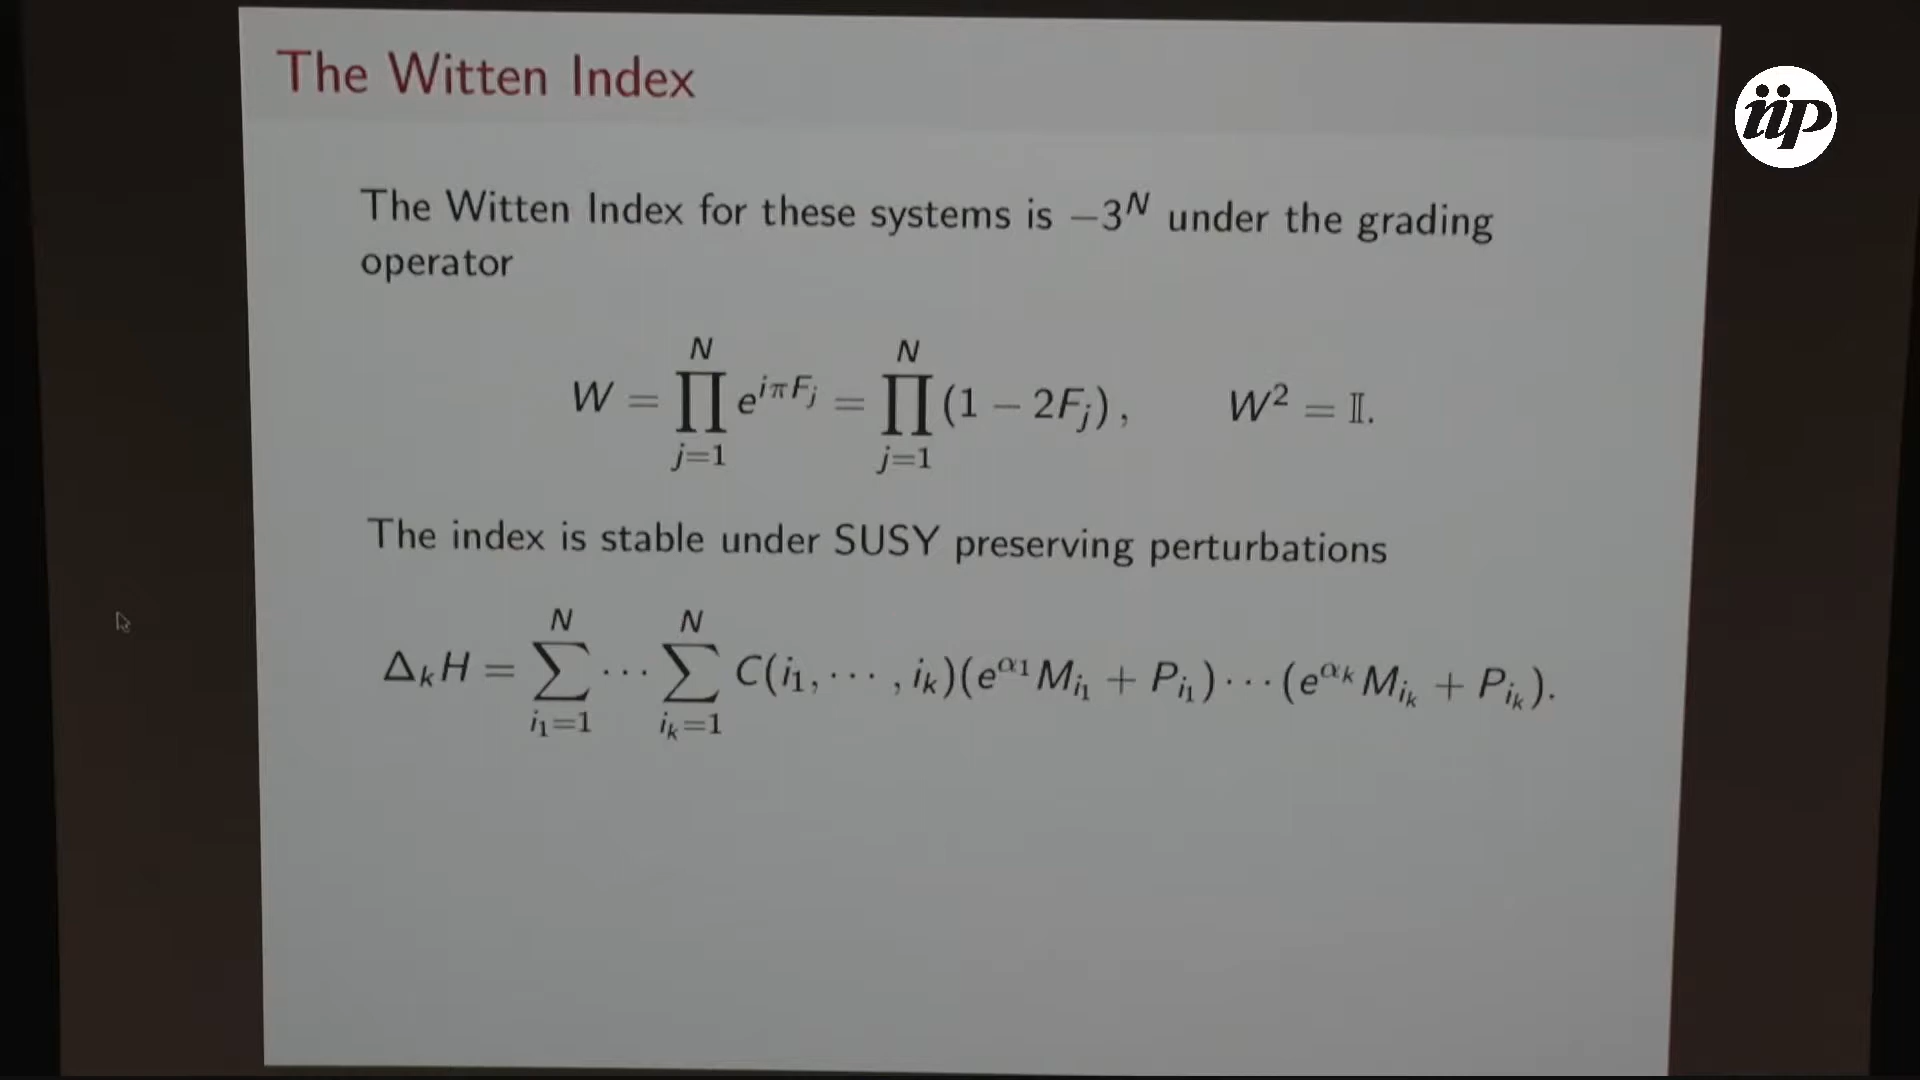 The Witten Index
iip
The Witten Index for these systems is −3^N under the grading
operator
W = ∏_{j=1}^{N} e^{iπF_j} = ∏_{j=1}^{N} (1 − 2F_j), W² = 𝕀.
The index is stable under SUSY preserving perturbations
Δ_k H = ∑_{i_1=1}^{N} ··· ∑_{i_k=1}^{N} C(i_1, ··· , i_k)(e^{α_1} M_{i_1} + P_{i_1}) ··· (e^{α_k} M_{i_k} + P_{i_k}).